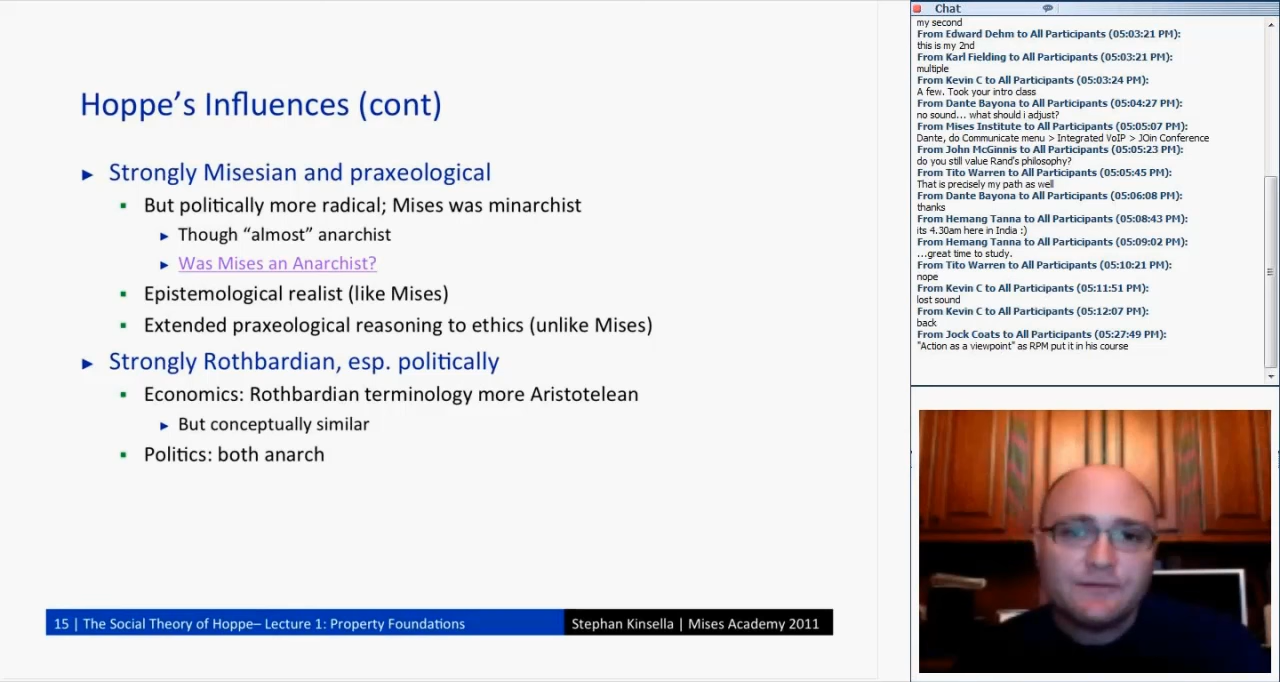 Hoppe's Influences (cont)
► Strongly Misesian and praxeological
▪ But politically more radical; Mises was minarchist
► Though “almost” anarchist
► Was Mises an Anarchist?
▪ Epistemological realist (like Mises)
▪ Extended praxeological reasoning to ethics (unlike Mises)
► Strongly Rothbardian, esp. politically
▪ Economics: Rothbardian terminology more Aristotelean
► But conceptually similar
▪ Politics: both anarch
15 | The Social Theory of Hoppe– Lecture 1: Property Foundations
Stephan Kinsella | Mises Academy 2011
Chat
my second
From Edward Dehm to All Participants (05:03:21 PM):
this is my 2nd
From Karl Fielding to All Participants (05:03:21 PM):
multiple
From Kevin C to All Participants (05:03:24 PM):
A few. Took your intro class
From Dante Bayona to All Participants (05:04:27 PM):
no sound... what should i adjust?
From Mises Institute to All Participants (05:05:07 PM):
Dante, do Communicate menu > Integrated VoIP > JOin Conference
From John McGinnis to All Participants (05:05:23 PM):
do you still value Rand's philosophy?
From Tito Warren to All Participants (05:05:45 PM):
That is precisely my path as well
From Dante Bayona to All Participants (05:06:08 PM):
thanks
From Hemang Tanna to All Participants (05:08:43 PM):
its 4.30am here in India :)
From Hemang Tanna to All Participants (05:09:02 PM):
...great time to study.
From Tito Warren to All Participants (05:10:21 PM):
nope
From Kevin C to All Participants (05:11:51 PM):
lost sound
From Kevin C to All Participants (05:12:07 PM):
back
From Jock Coats to All Participants (05:27:49 PM):
"Action as a viewpoint" as RPM put it in his course